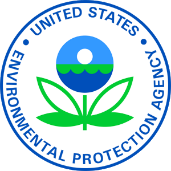 UNITED STATES
ENVIRONMENTAL PROTECTION AGENCY